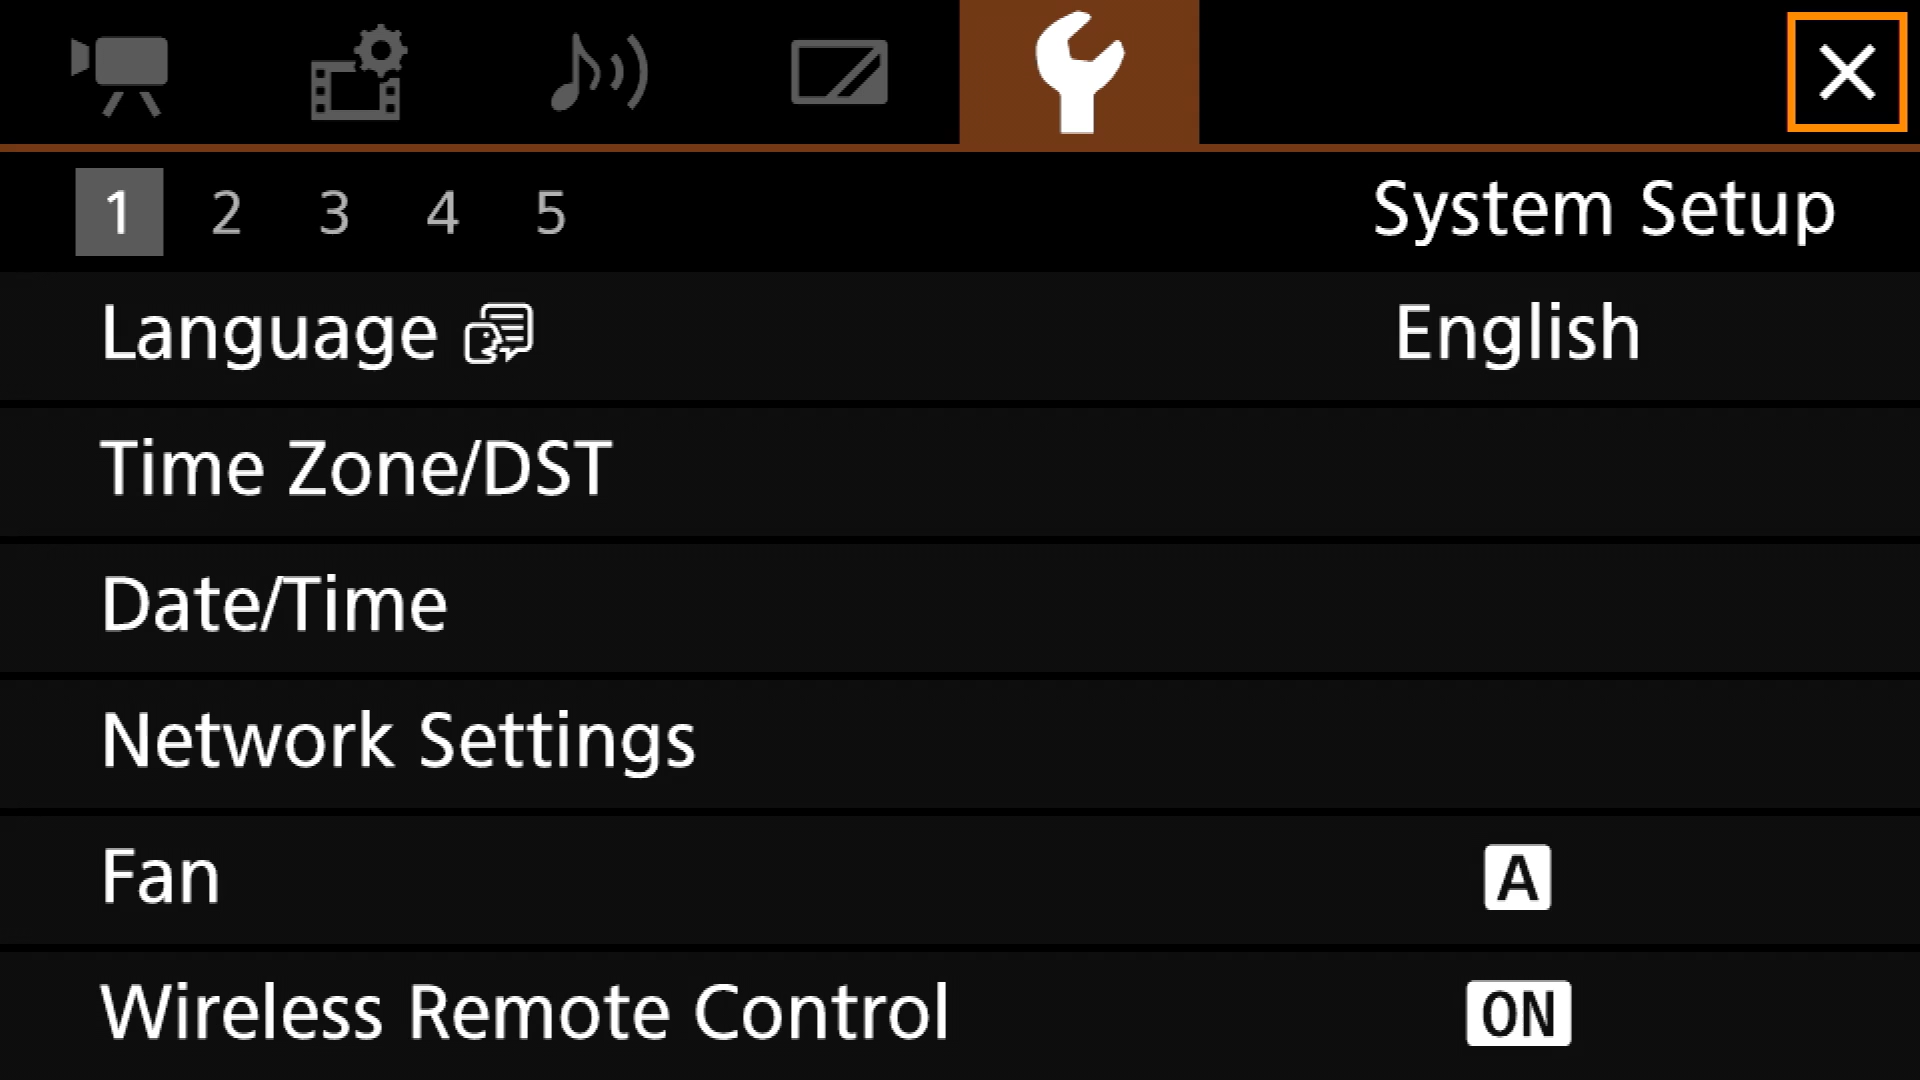 1 2 3 4 5 System Setup
Language English
Time Zone/DST
Date/Time
Network Settings
Fan A
Wireless Remote Control ON